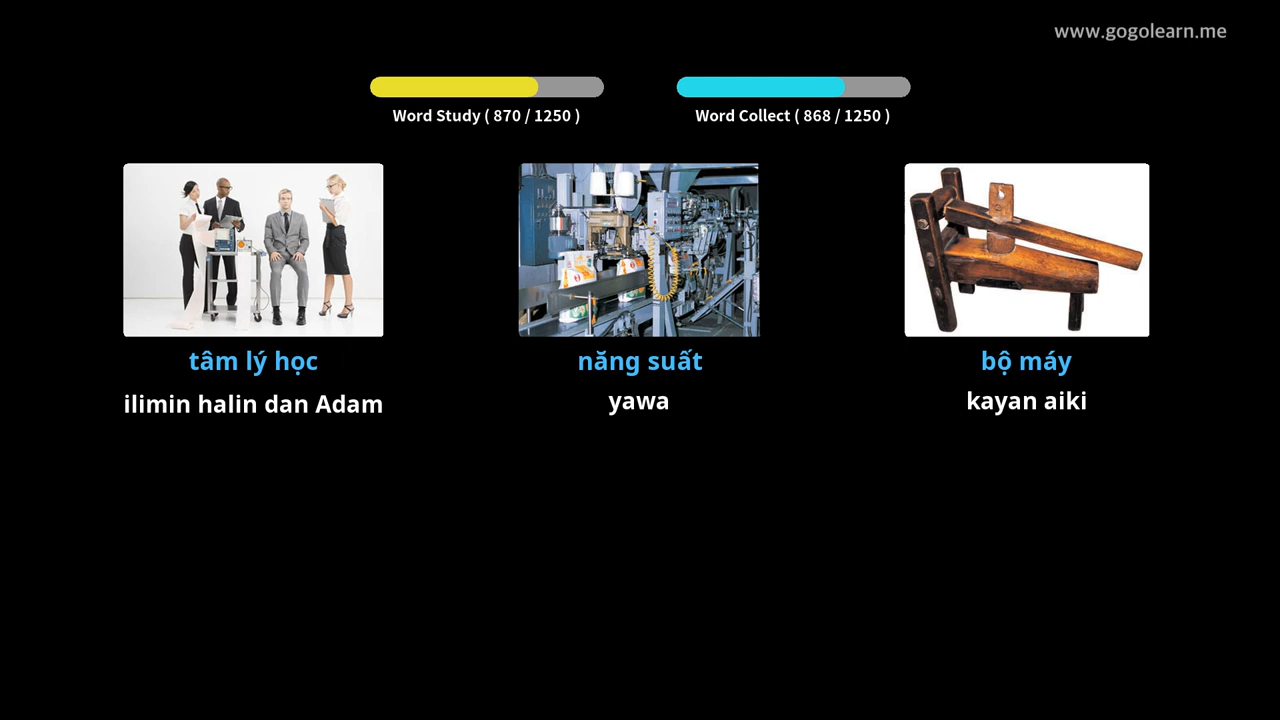 www.gogolearn.me
Word Study ( 870 / 1250 )
Word Collect ( 868 / 1250 )
tâm lý học
năng suất
bộ máy
ilimin halin dan Adam
yawa
kayan aiki